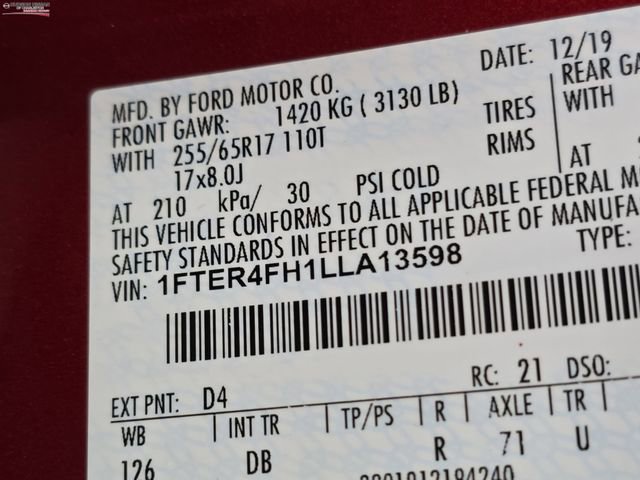 MFD. BY FORD MOTOR CO. DATE: 12/19
FRONT GAWR: 1420 KG ( 3130 LB) REAR GA
WITH 255/65R17 110T TIRES WITH
17x8.0J RIMS
AT 210 kPa/ 30 PSI COLD AT
THIS VEHICLE CONFORMS TO ALL APPLICABLE FEDERAL M
SAFETY STANDARDS IN EFFECT ON THE DATE OF MANUFA
VIN: 1FTER4FH1LLA13598 TYPE:
EXT PNT: D4 RC: 21 DSO:
WB INT TR TP/PS R AXLE TR
126 DB R 71 U